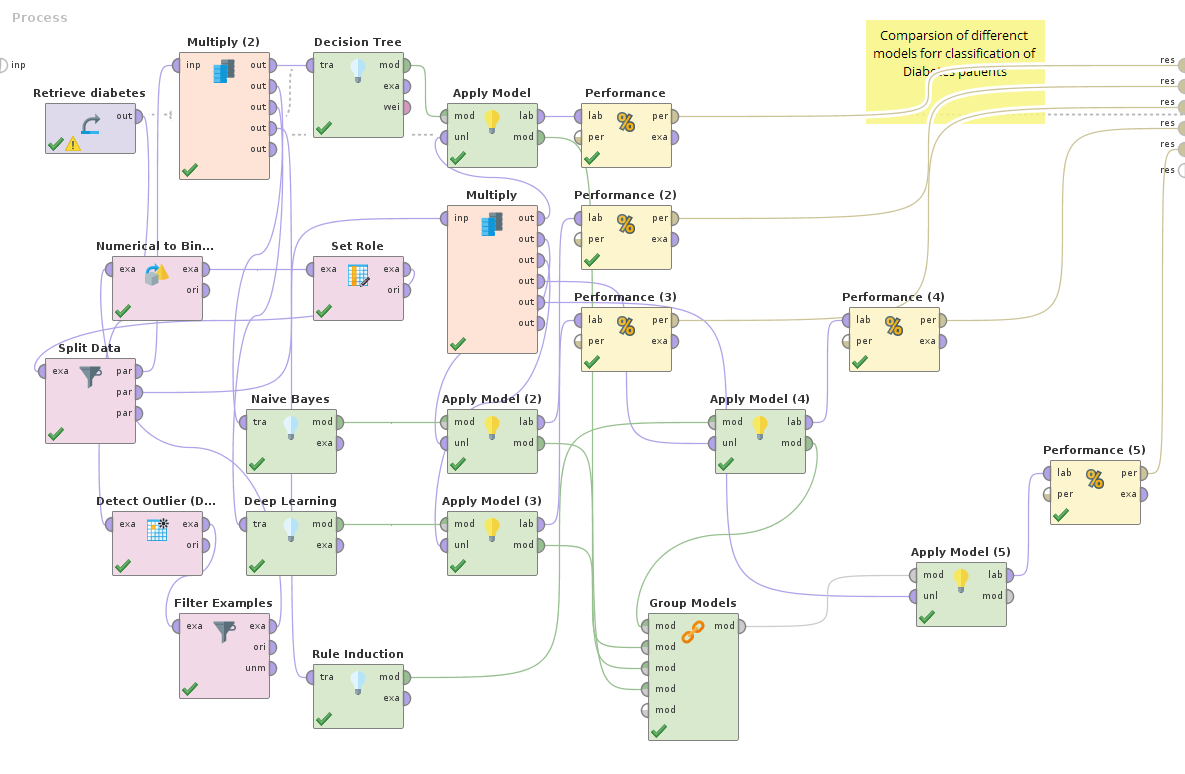 Process
inp
Retrieve diabetes
out
Multiply (2)
inp out
out
out
out
out
Decision Tree
tra mod
exa
wei
Apply Model
mod lab
unl mod
Performance
lab per
per exa
Comparsion of differenct
models forr classification of
Diabetes patients
res
res
res
res
res
res
Multiply
inp out
out
out
out
out
out
Performance (2)
lab per
per exa
Numerical to Bin...
exa exa
ori
Set Role
exa exa
ori
Performance (3)
lab per
per exa
Performance (4)
lab per
per exa
Split Data
exa par
par
par
Naive Bayes
tra mod
exa
Apply Model (2)
mod lab
unl mod
Apply Model (4)
mod lab
unl mod
Performance (5)
lab per
per exa
Detect Outlier (D...
exa exa
ori
Deep Learning
tra mod
exa
Apply Model (3)
mod lab
unl mod
Apply Model (5)
mod lab
unl mod
Filter Examples
exa exa
ori
unm
Rule Induction
tra mod
exa
Group Models
mod mod
mod
mod
mod
mod